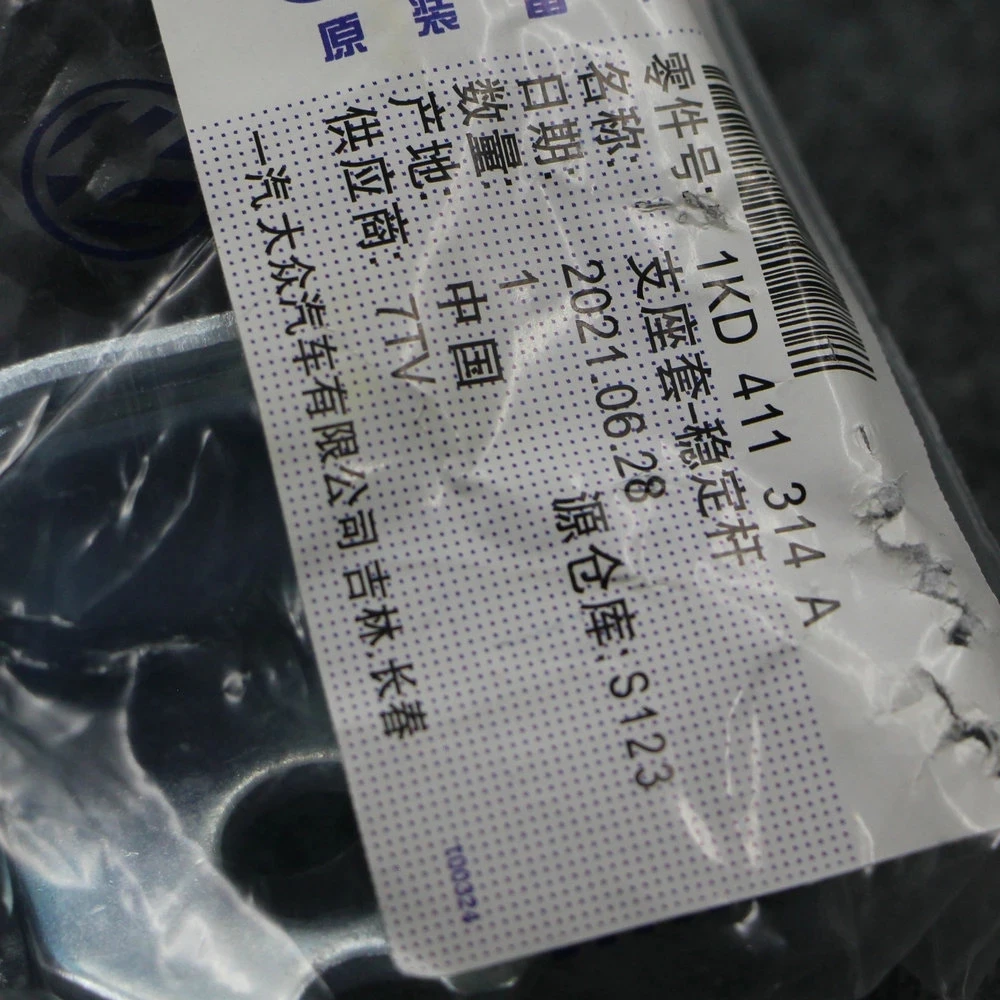 原装
零件号: 1KD 411 314 A
名称: 支座套-稳定杆
日期: 2021.06.28 源仓库: S123
数量: 1
产地: 中国
供应商: 7TV
一汽大众汽车有限公司吉林长春
T00324